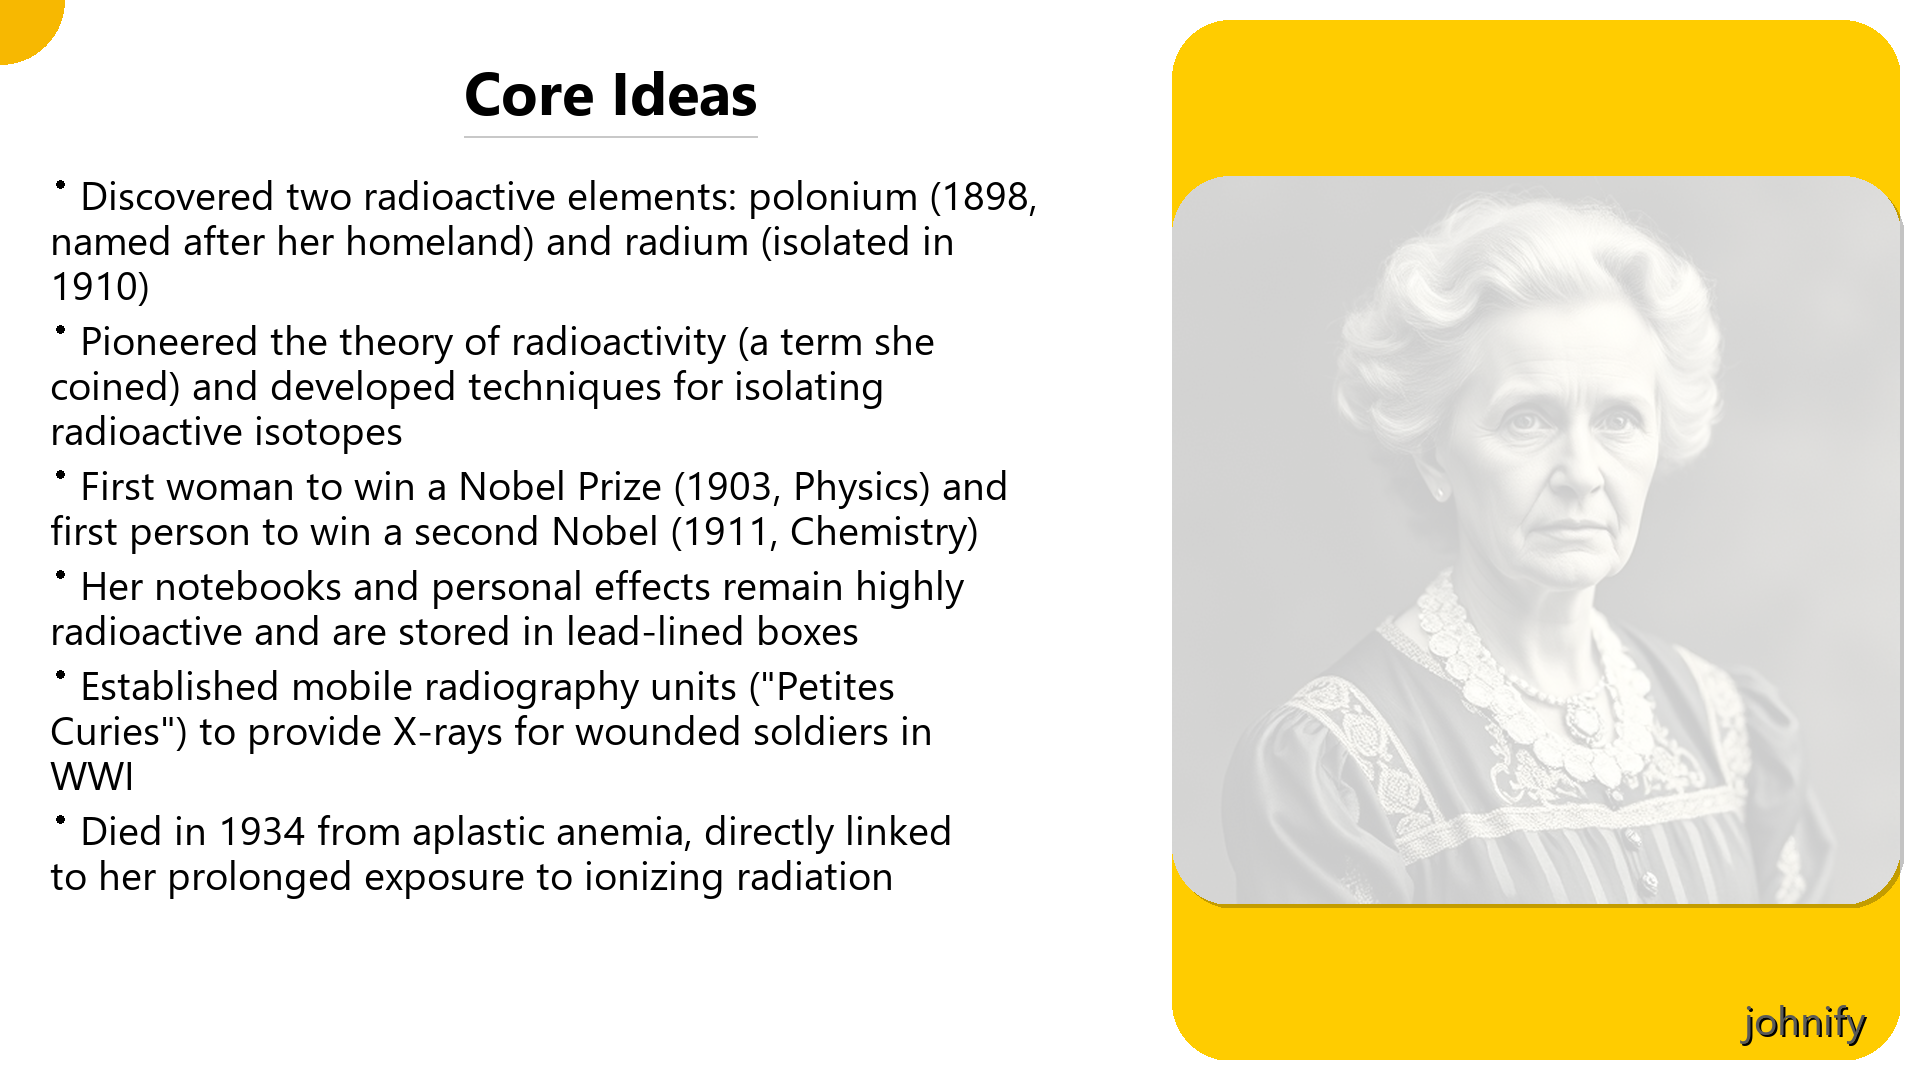 Core Ideas
• Discovered two radioactive elements: polonium (1898,
named after her homeland) and radium (isolated in
1910)
• Pioneered the theory of radioactivity (a term she
coined) and developed techniques for isolating
radioactive isotopes
• First woman to win a Nobel Prize (1903, Physics) and
first person to win a second Nobel (1911, Chemistry)
• Her notebooks and personal effects remain highly
radioactive and are stored in lead-lined boxes
• Established mobile radiography units ("Petites
Curies") to provide X-rays for wounded soldiers in
WWI
• Died in 1934 from aplastic anemia, directly linked
to her prolonged exposure to ionizing radiation
johnify